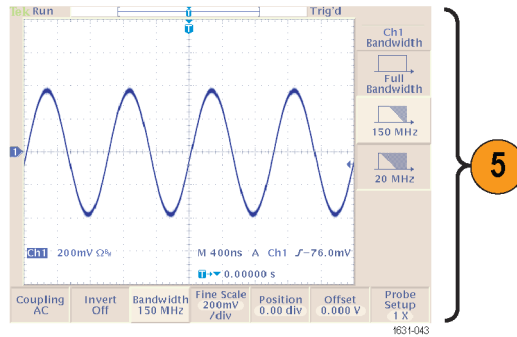 Tek Run Trig'd
Ch1
Bandwidth
Full
Bandwidth
150 MHz
20 MHz
5
1
Ch1 200mV Ω M 400ns A Ch1 -76.0mV
0.00000 s
Coupling
AC
Invert
Off
Bandwidth
150 MHz
Fine Scale
200mV
/div
Position
0.00 div
Offset
0.000 V
Probe
Setup
1 X
1631-043